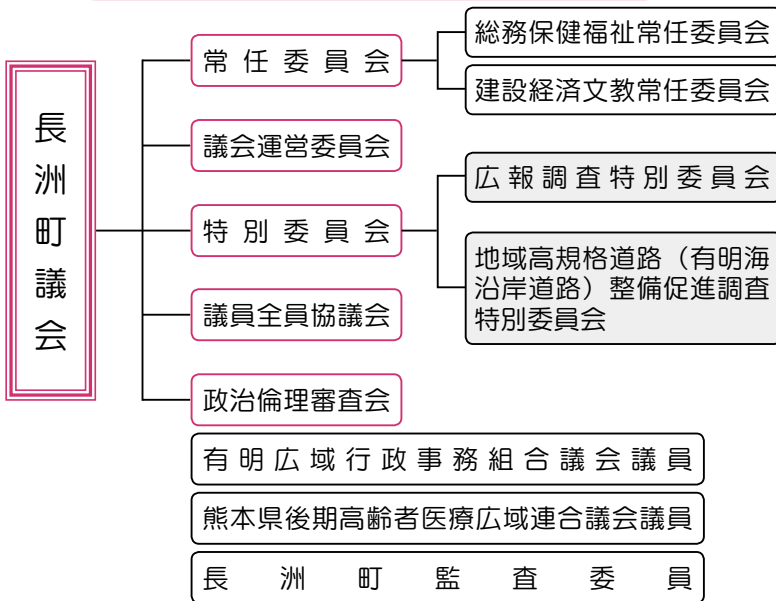 長洲町議会
常任委員会
総務保健福祉常任委員会
建設経済文教常任委員会
議会運営委員会
特別委員会
広報調査特別委員会
地域高規格道路（有明海
沿岸道路）整備促進調査
特別委員会
議員全員協議会
政治倫理審査会
有明広域行政事務組合議会議員
熊本県後期高齢者医療広域連合議会議員
長洲町監査委員